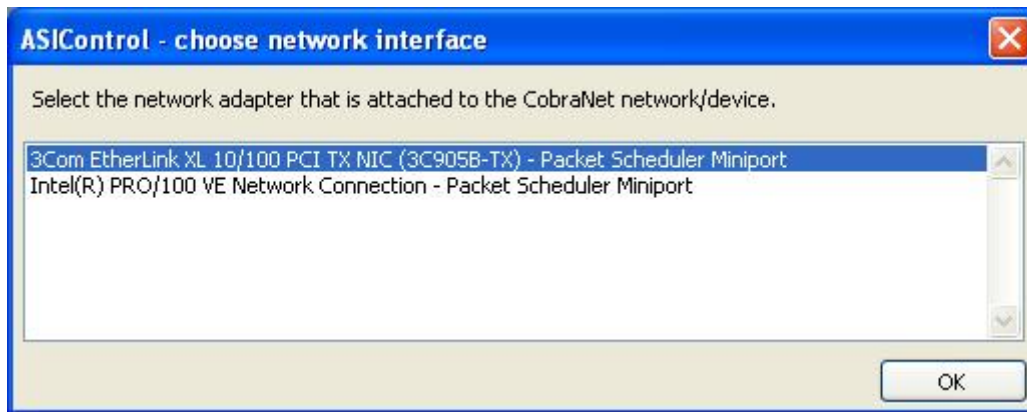 ASIControl - choose network interface
Select the network adapter that is attached to the CobraNet network/device.
3Com EtherLink XL 10/100 PCI TX NIC (3C905B-TX) - Packet Scheduler Miniport
Intel(R) PRO/100 VE Network Connection - Packet Scheduler Miniport
OK